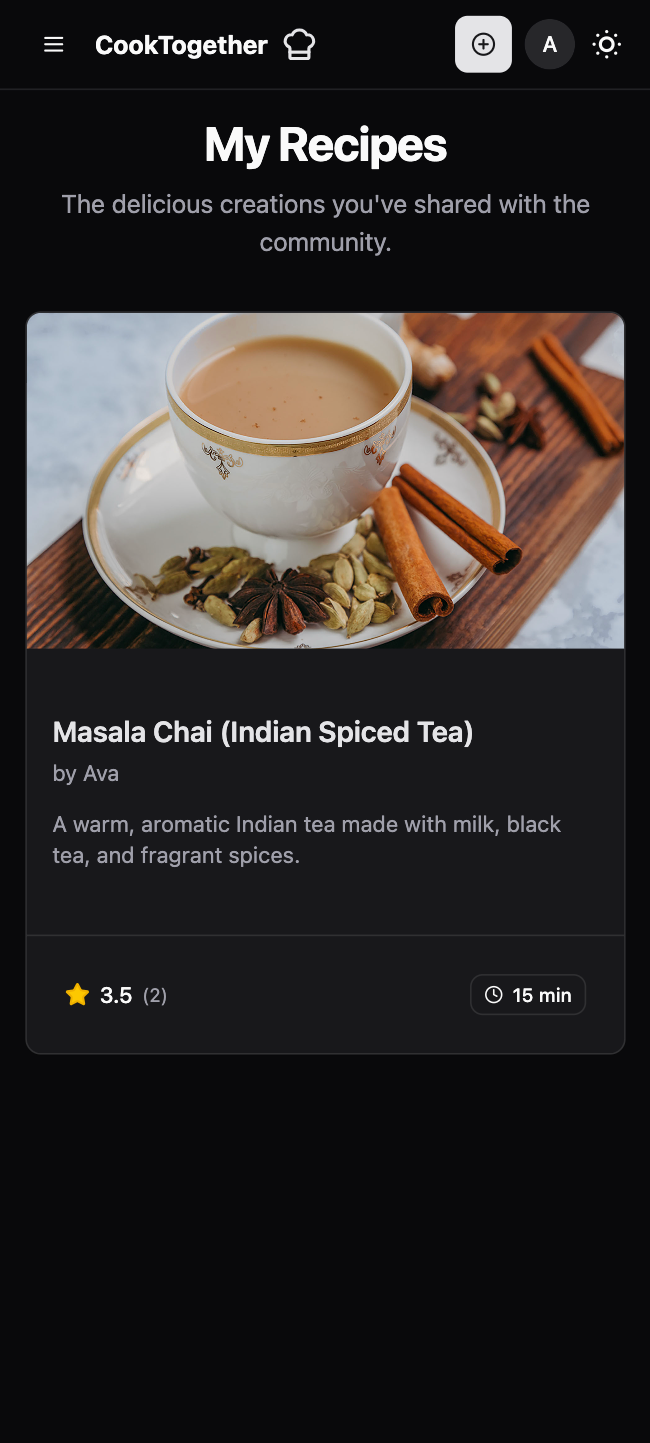 CookTogether
A
My Recipes
The delicious creations you've shared with the
community.
Masala Chai (Indian Spiced Tea)
by Ava
A warm, aromatic Indian tea made with milk, black
tea, and fragrant spices.
3.5 (2)
15 min